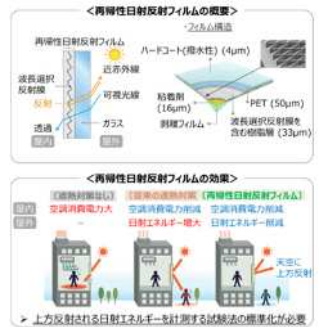 <再帰性日射反射フィルムの概要>
・フィルム構造
再帰性日射反射フィルム
ハードコート(撥水性) (4μm)
近赤外線
波長選択
反射膜
反射
可視光線
透過
ガラス
屋内
屋外
粘着剤
(16μm)
剥離フィルム
PET (50μm)
波長選択反射膜を
含む樹脂層 (33μm)
<再帰性日射反射フィルムの効果>
(遮熱対策なし)
(従来の遮熱対策)
(再帰性日射反射フィルム)
屋内
空調消費電力大
空調消費電力削減
空調消費電力削減
屋外
－
日射エネルギー増大
日射エネルギー削減
天空に
上方反射
➢ 上方反射される日射エネルギーを計測する試験法の標準化が必要